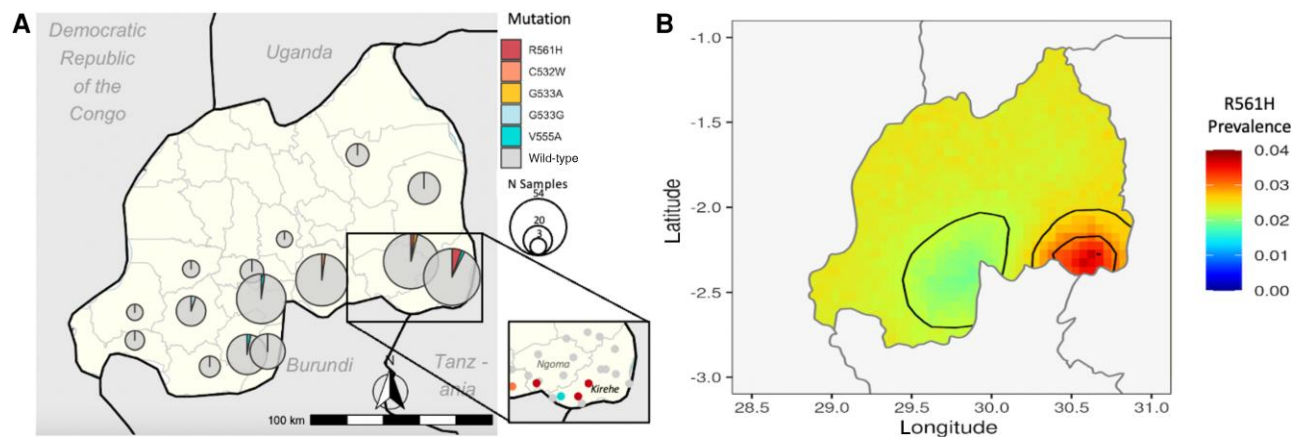 A
Democratic
Republic
of the
Congo
Uganda
Burundi
Tanz -
ania
N
100 km
Mutation
R561H
C532W
G533A
G533G
V555A
Wild-type
N Samples
54
20
3
Ngoma
Kirehe
B
-1.0
-1.5
-2.0
-2.5
-3.0
Latitude
28.5 29.0 29.5 30.0 30.5 31.0
Longitude
R561H
Prevalence
0.04
0.03
0.02
0.01
0.00